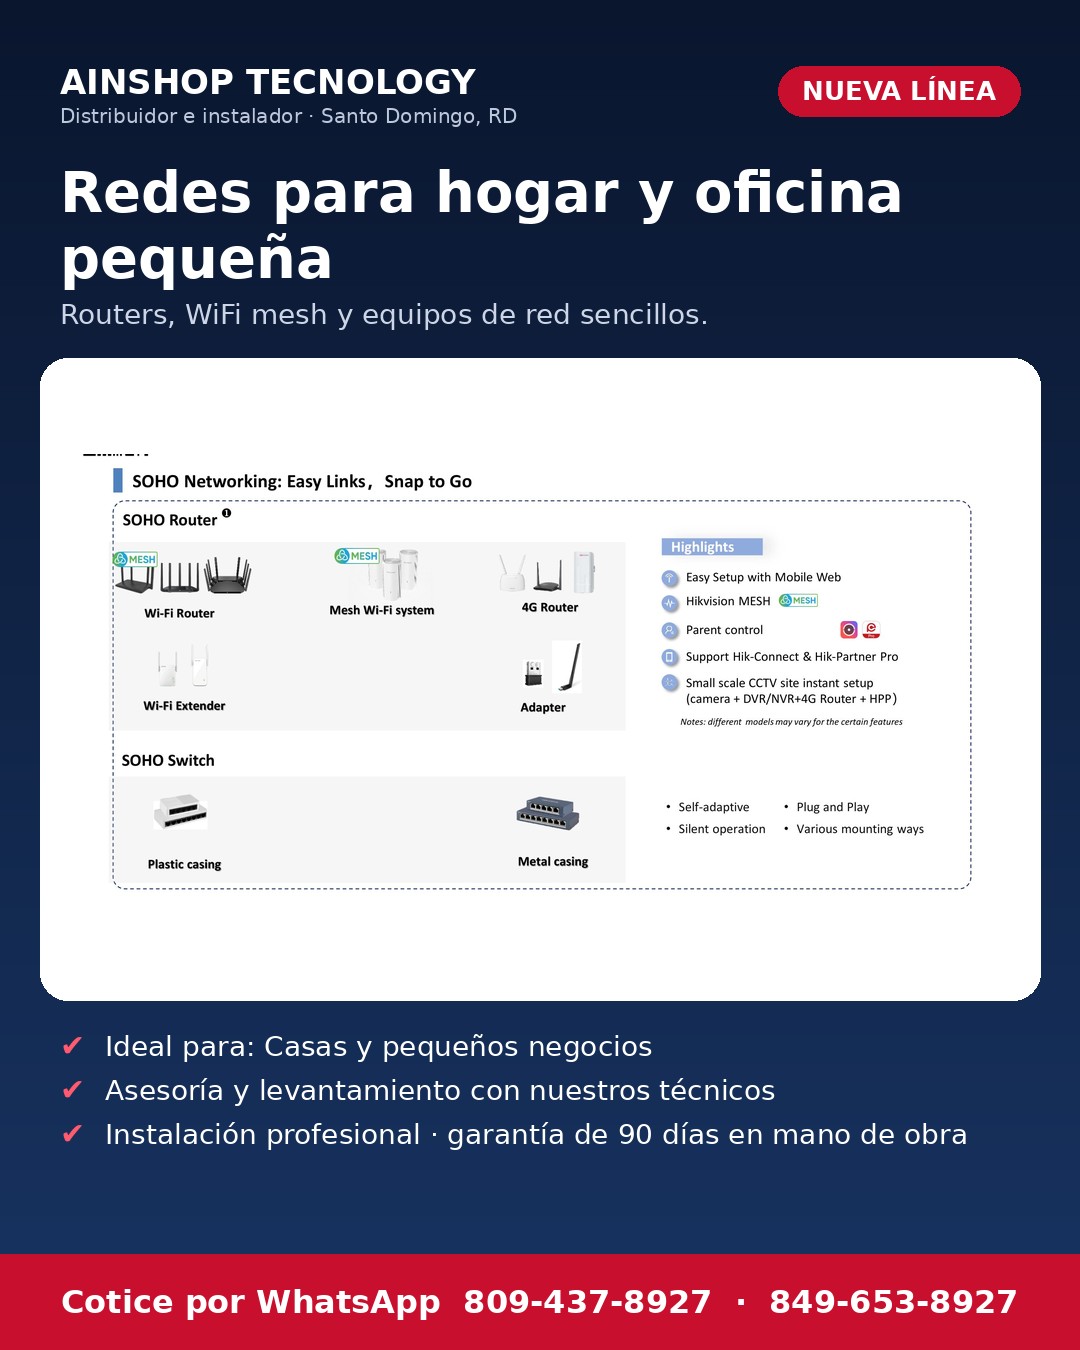 AINSHOP TECNOLOGY
Distribuidor e instalador · Santo Domingo, RD
NUEVA LÍNEA
Redes para hogar y oficina
pequeña
Routers, WiFi mesh y equipos de red sencillos.
SOHO Networking: Easy Links, Snap to Go
SOHO Router ❶
MESH
MESH
Wi-Fi Router
Mesh Wi-Fi system
4G Router
Wi-Fi Extender
Adapter
Highlights
Easy Setup with Mobile Web
Hikvision MESH MESH
Parent control
Support Hik-Connect & Hik-Partner Pro
Small scale CCTV site instant setup
(camera + DVR/NVR+4G Router + HPP)
Notes: different models may vary for the certain features
SOHO Switch
Plastic casing
Metal casing
• Self-adaptive • Plug and Play
• Silent operation • Various mounting ways
✔ Ideal para: Casas y pequeños negocios
✔ Asesoría y levantamiento con nuestros técnicos
✔ Instalación profesional · garantía de 90 días en mano de obra
Cotice por WhatsApp 809-437-8927 · 849-653-8927